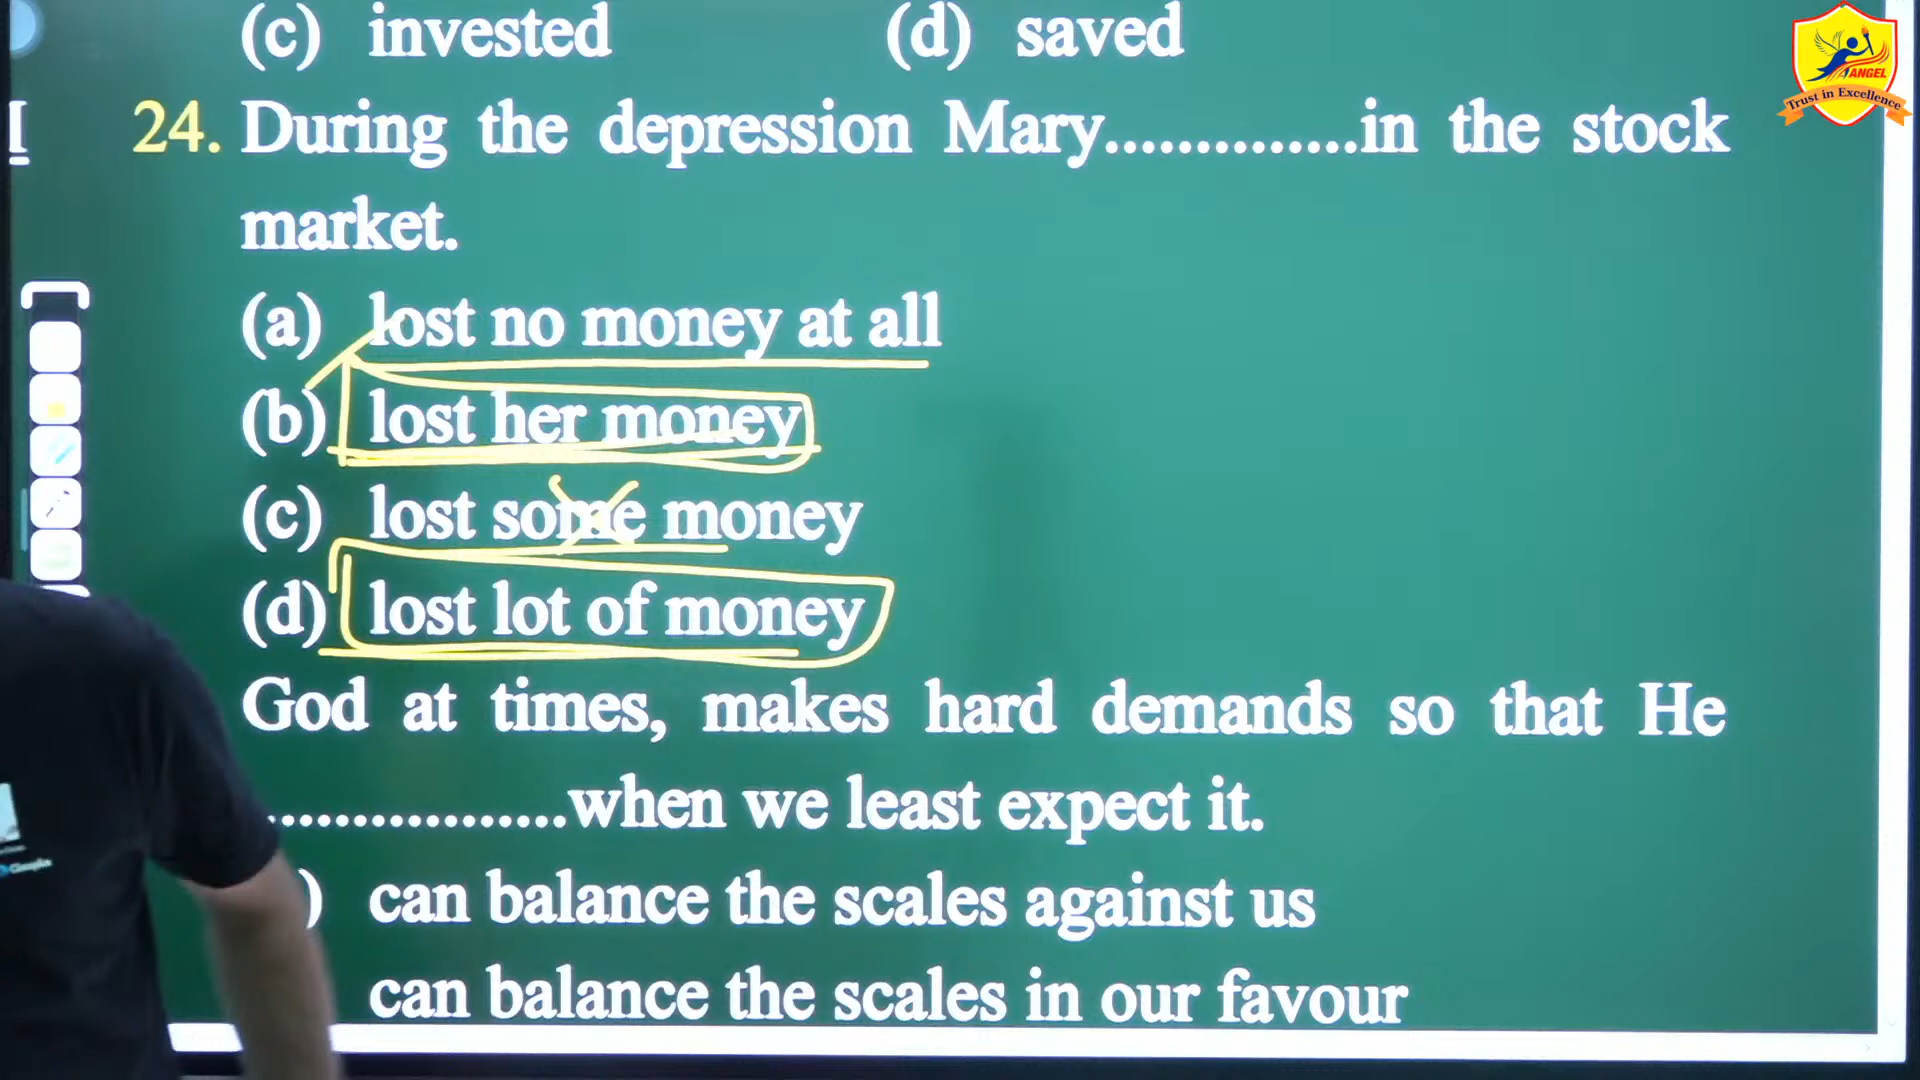 (c) invested (d) saved
24. During the depression Mary..............in the stock
market.
(a) lost no money at all
(b) lost her money
(c) lost some money
(d) lost lot of money
God at times, makes hard demands so that He
.................when we least expect it.
) can balance the scales against us
can balance the scales in our favour
ANGEL
Trust in Excellence